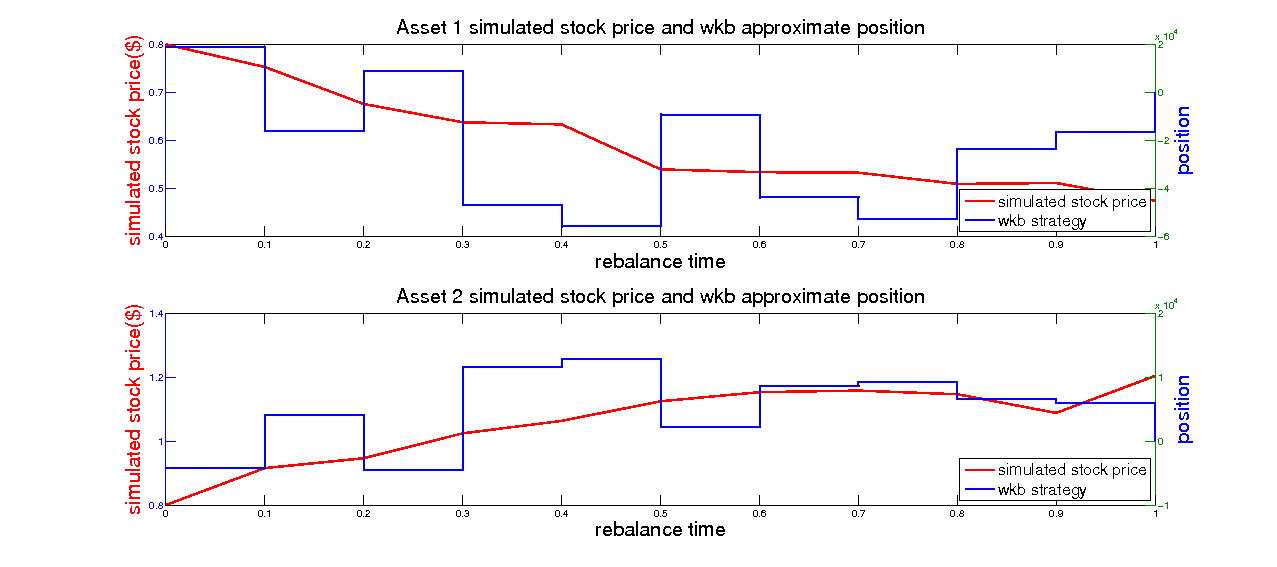 Asset 1 simulated stock price and wkb approximate position
x 10^4
simulated stock price($)
0.8
0.7
0.6
0.5
0.4
2
0
−2
−4
−6
position
simulated stock price
wkb strategy
0 0.1 0.2 0.3 0.4 0.5 0.6 0.7 0.8 0.9 1
rebalance time
Asset 2 simulated stock price and wkb approximate position
x 10^4
simulated stock price($)
1.4
1.2
1
0.8
2
1
0
−1
position
simulated stock price
wkb strategy
0 0.1 0.2 0.3 0.4 0.5 0.6 0.7 0.8 0.9 1
rebalance time